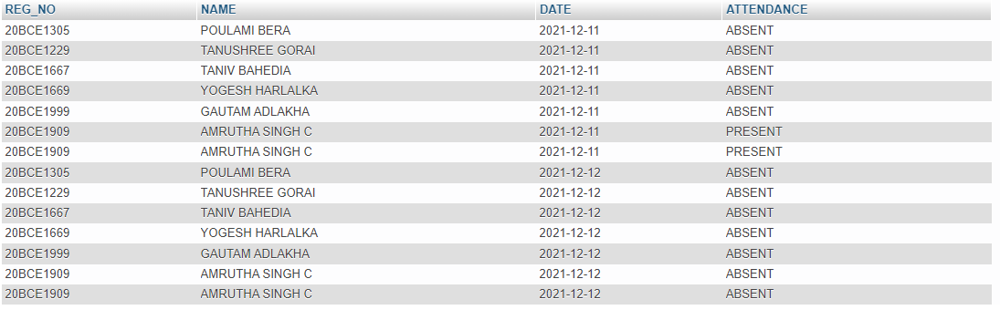 REG_NO NAME DATE ATTENDANCE
20BCE1305 POULAMI BERA 2021-12-11 ABSENT
20BCE1229 TANUSHREE GORAI 2021-12-11 ABSENT
20BCE1667 TANIV BAHEDIA 2021-12-11 ABSENT
20BCE1669 YOGESH HARLALKA 2021-12-11 ABSENT
20BCE1999 GAUTAM ADLAKHA 2021-12-11 ABSENT
20BCE1909 AMRUTHA SINGH C 2021-12-11 PRESENT
20BCE1909 AMRUTHA SINGH C 2021-12-11 PRESENT
20BCE1305 POULAMI BERA 2021-12-12 ABSENT
20BCE1229 TANUSHREE GORAI 2021-12-12 ABSENT
20BCE1667 TANIV BAHEDIA 2021-12-12 ABSENT
20BCE1669 YOGESH HARLALKA 2021-12-12 ABSENT
20BCE1999 GAUTAM ADLAKHA 2021-12-12 ABSENT
20BCE1909 AMRUTHA SINGH C 2021-12-12 ABSENT
20BCE1909 AMRUTHA SINGH C 2021-12-12 ABSENT